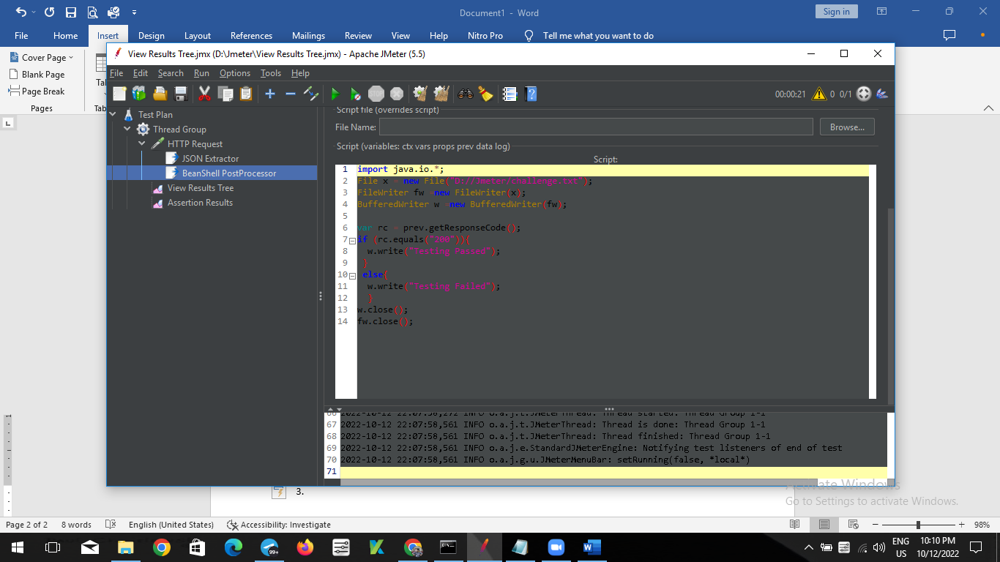 Document1 - Word
Sign in
File Home Insert Design Layout References Mailings Review View Help Nitro Pro Tell me what you want to do
Cover Page
Blank Page
Page Break
Pages
View Results Tree.jmx (D:\Jmeter\View Results Tree.jmx) - Apache JMeter (5.5)
File Edit Search Run Options Tools Help
STOP
00:00:21 0 0/1
Test Plan
Thread Group
HTTP Request
JSON Extractor
BeanShell PostProcessor
View Results Tree
Assertion Results
Script file (overrides script)
File Name: Browse...
Script (variables: ctx vars props prev data log)
Script:
1 import java.io.*;
2 File x = new File("D://Jmeter/challenge.txt");
3 FileWriter fw =new FileWriter(x);
4 BufferedWriter w =new BufferedWriter(fw);
5
6 var rc = prev.getResponseCode();
7 if (rc.equals("200")){
8 w.write("Testing Passed");
9 }
10 else{
11 w.write("Testing Failed");
12 }
13 w.close();
14 fw.close();
67 2022-10-12 22:07:58,561 INFO o.a.j.t.JMeterThread: Thread is done: Thread Group 1-1
68 2022-10-12 22:07:58,561 INFO o.a.j.t.JMeterThread: Thread finished: Thread Group 1-1
69 2022-10-12 22:07:58,561 INFO o.a.j.e.StandardJMeterEngine: Notifying test listeners of end of test
70 2022-10-12 22:07:58,561 INFO o.a.j.g.u.JMeterMenuBar: setRunning(false, *local*)
71
3.
Activate Windows
Go to Settings to activate Windows.
Page 2 of 2 8 words English (United States) Accessibility: Investigate 98%
99+
ENG 10:10 PM
US 10/12/2022